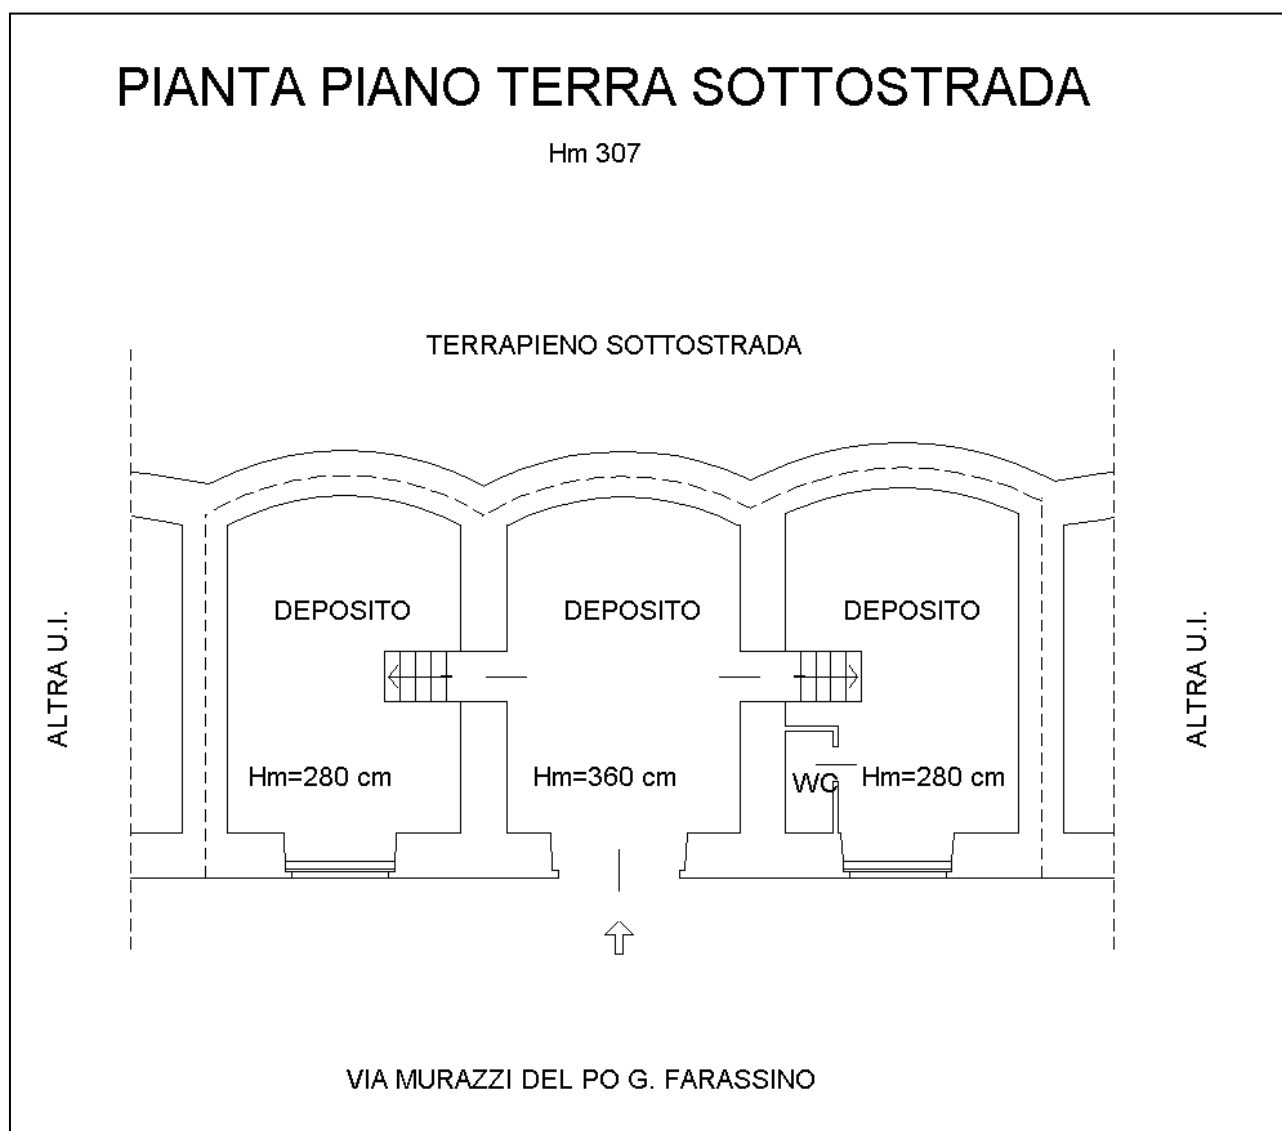 PIANTA PIANO TERRA SOTTOSTRADA
Hm 307
TERRAPIENO SOTTOSTRADA
ALTRA U.I.
DEPOSITO
DEPOSITO
DEPOSITO
ALTRA U.I.
Hm=280 cm
Hm=360 cm
WC
Hm=280 cm
VIA MURAZZI DEL PO G. FARASSINO